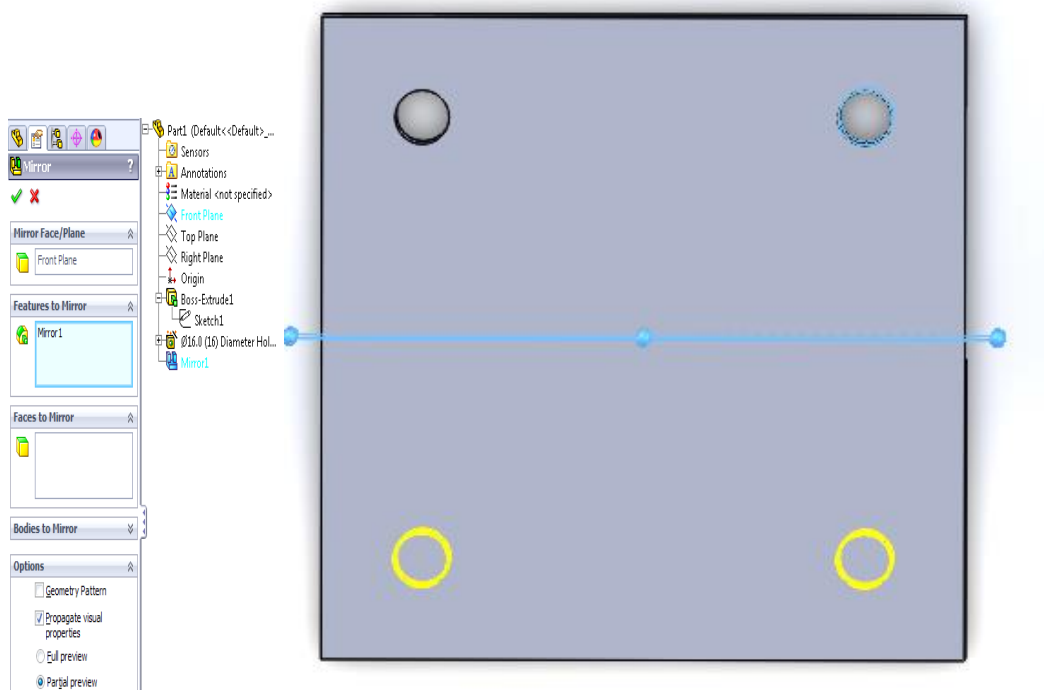 Mirror ?
Mirror Face/Plane
Front Plane
Features to Mirror
Mirror1
Faces to Mirror
Bodies to Mirror
Options
Geometry Pattern
Propagate visual
properties
Full preview
Partial preview
Part1 (Default<<Default>_...
Sensors
A Annotations
Material <not specified>
Front Plane
Top Plane
Right Plane
Origin
Boss-Extrude1
Sketch1
Ø16.0 (16) Diameter Hol...
Mirror1